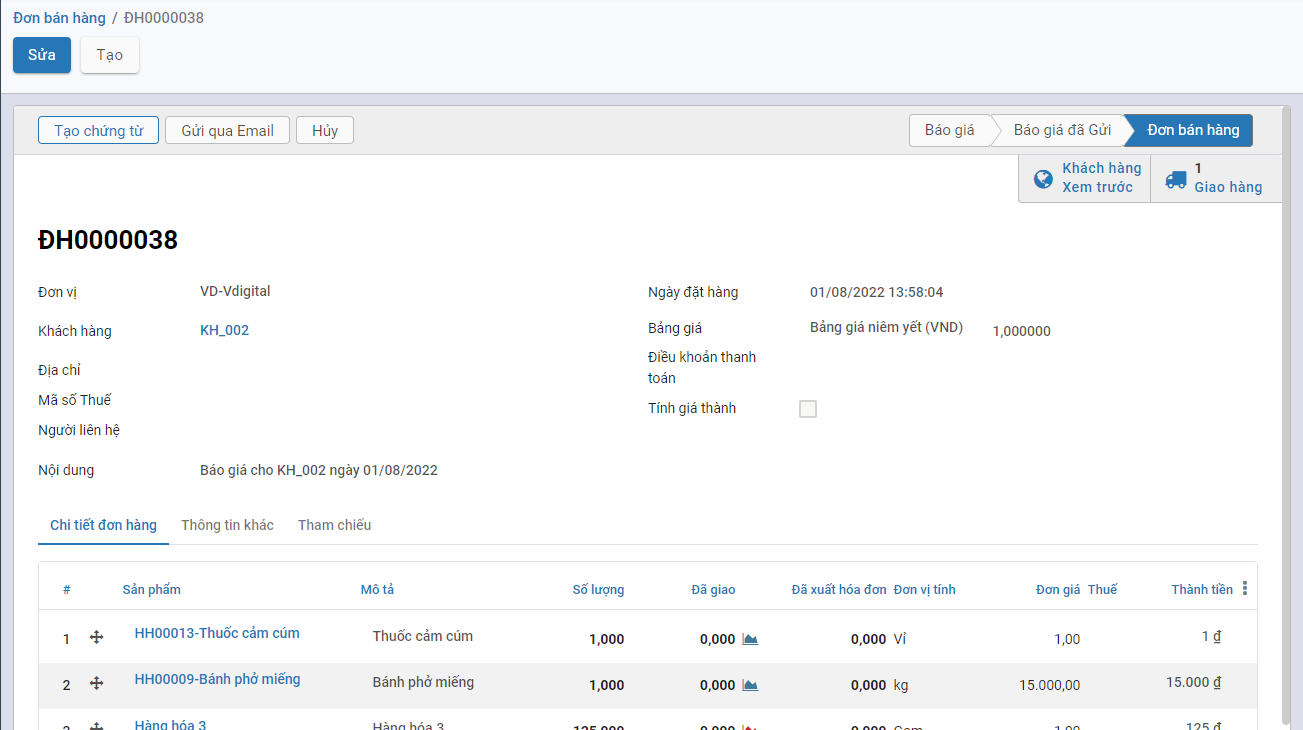 Đơn bán hàng / ĐH0000038
Sửa Tạo
Tạo chứng từ Gửi qua Email Hủy Báo giá Báo giá đã Gửi Đơn bán hàng
Khách hàng
Xem trước
1
Giao hàng
ĐH0000038
Đơn vị VD-Vdigital
Khách hàng KH_002
Địa chỉ
Mã số Thuế
Người liên hệ
Nội dung Báo giá cho KH_002 ngày 01/08/2022
Ngày đặt hàng 01/08/2022 13:58:04
Bảng giá Bảng giá niêm yết (VND) 1,000000
Điều khoản thanh
toán
Tính giá thành
Chi tiết đơn hàng Thông tin khác Tham chiếu
# Sản phẩm Mô tả Số lượng Đã giao Đã xuất hóa đơn Đơn vị tính Đơn giá Thuế Thành tiền
1 HH00013-Thuốc cảm cúm Thuốc cảm cúm 1,000 0,000 0,000 Vỉ 1,00 1 ₫
2 HH00009-Bánh phở miếng Bánh phở miếng 1,000 0,000 0,000 kg 15.000,00 15.000 ₫
3 Hàng hóa 3 Hàng hóa 3 125,000 0,000 0,000 Gam 1,00 125 ₫